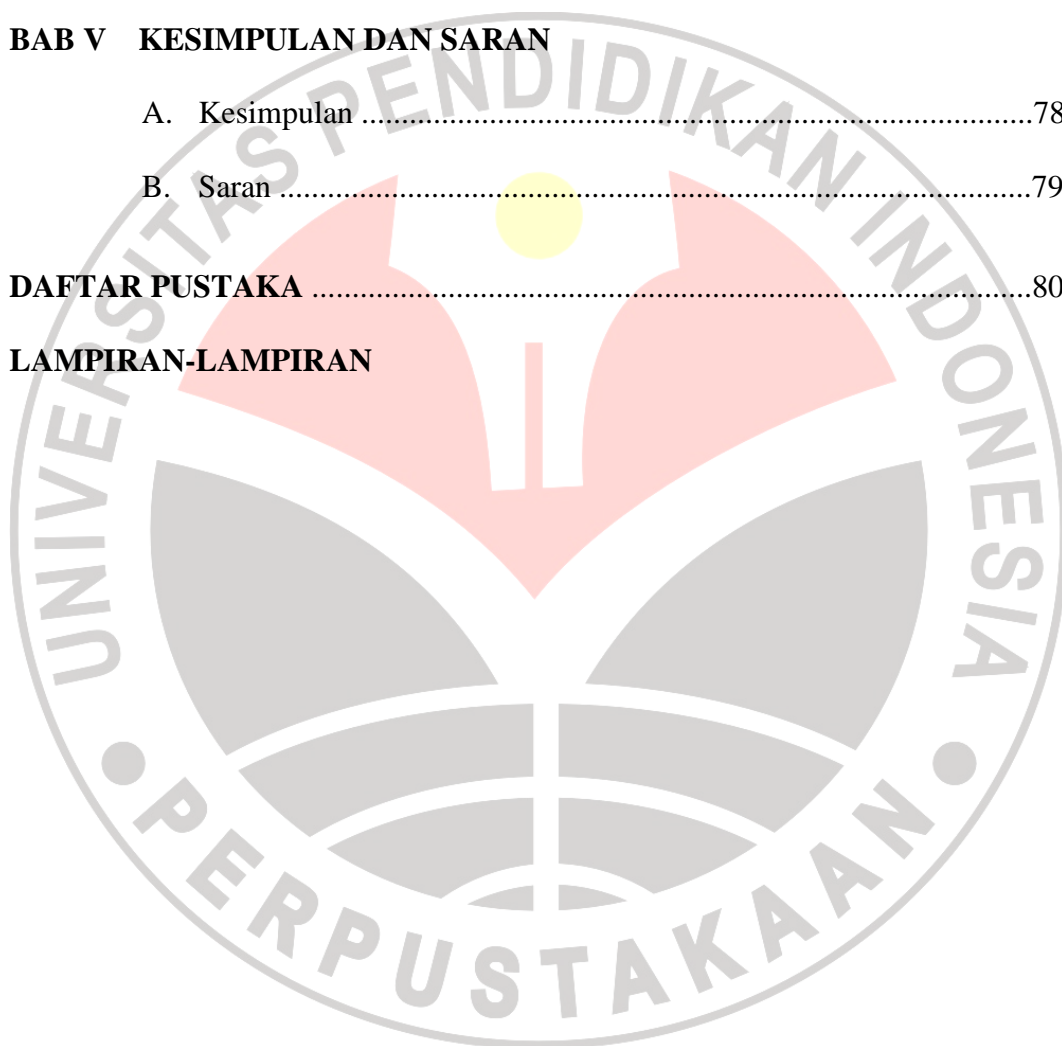 BAB V KESIMPULAN DAN SARAN
A. Kesimpulan ........................................................................78
B. Saran ................................................................................79
DAFTAR PUSTAKA .............................................................................80
LAMPIRAN-LAMPIRAN
UNIVERSITAS PENDIDIKAN INDONESIA
PERPUSTAKAAN